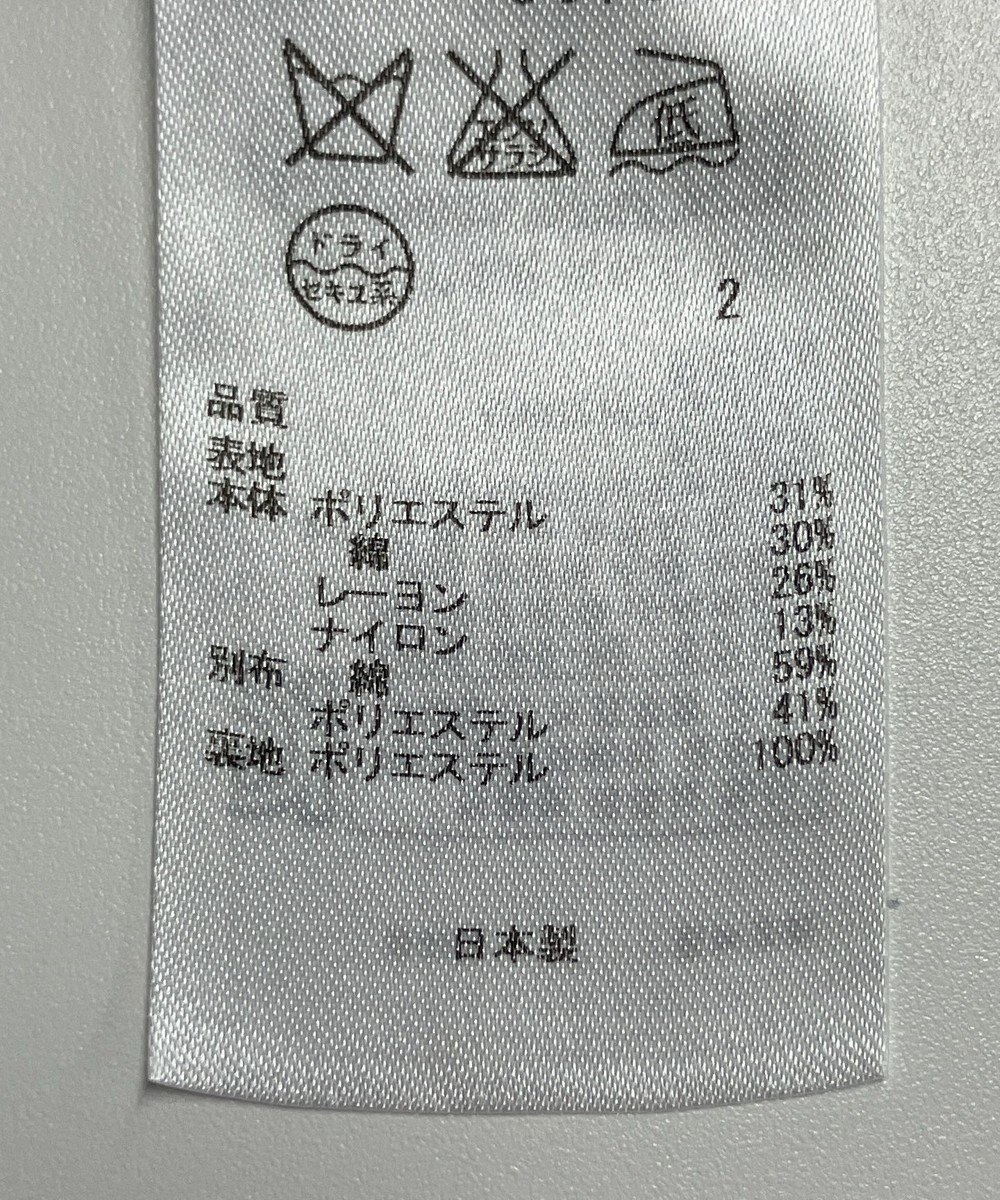 エンソ
サラシ
低
ドライ
セキユ系
2
品質
表地
本体 ポリエステル 31%
綿 30%
レーヨン 26%
ナイロン 13%
別布 綿 59%
ポリエステル 41%
裏地 ポリエステル 100%
日本製